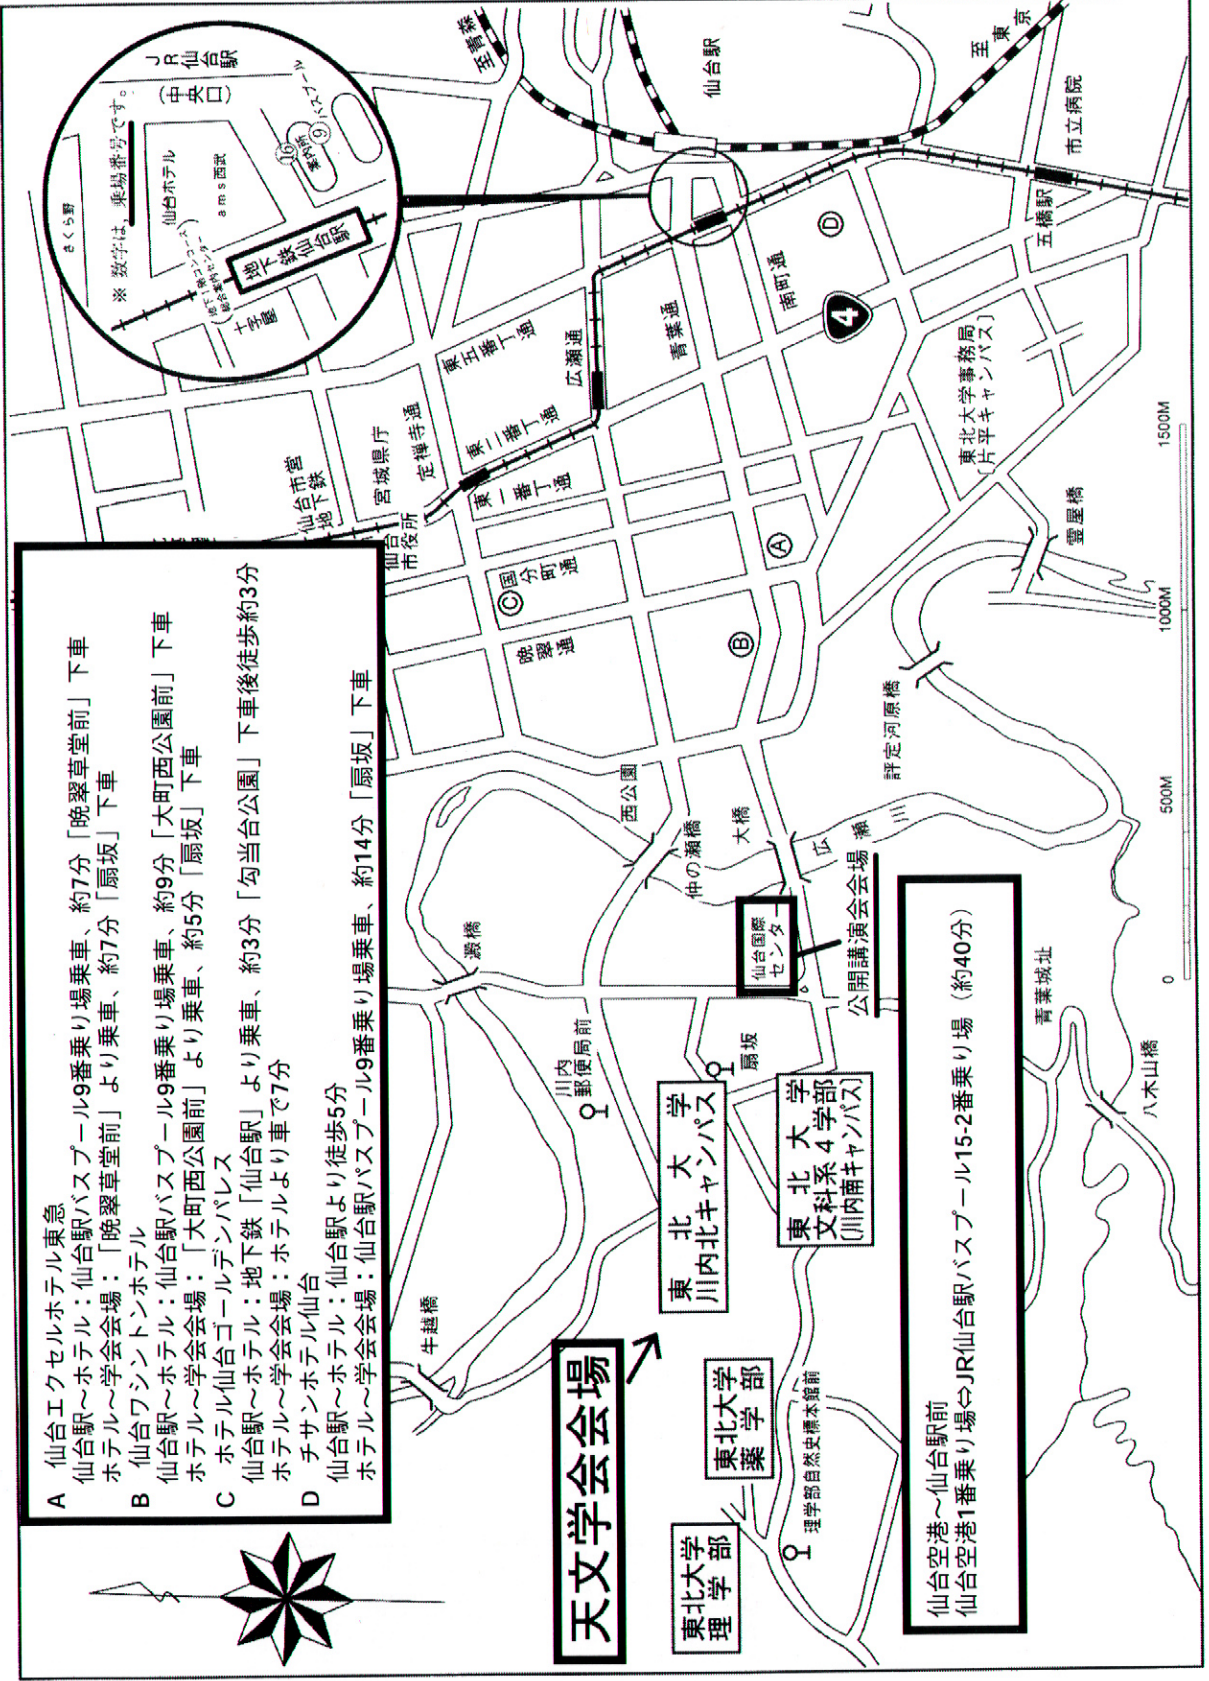 A 仙台エクセルホテル東急
仙台駅～ホテル：仙台駅バスプール9番乗り場乗車、約7分「晩翠草堂前」下車
ホテル～学会会場：「晩翠草堂前」より乗車、約7分「扇坂」下車
B 仙台ワシントンホテル
仙台駅～ホテル：仙台駅バスプール9番乗り場乗車、約9分「大町西公園前」下車
ホテル～学会会場：「大町西公園前」より乗車、約5分「扇坂」下車
C ホテル仙台ゴールデンパレス
仙台駅～ホテル：地下鉄「仙台駅」より乗車、約3分「勾当台公園」下車後徒歩約3分
ホテル～学会会場：ホテルより車で7分
D チサンホテル仙台
仙台駅～ホテル：仙台駅より徒歩5分
ホテル～学会会場：仙台駅バスプール9番乗り場乗車、約14分「扇坂」下車
さくら野
※ 数字は、乗場番号です。
JR仙台駅
(中央口)
仙台ホテル
ams西武
16
案内所
9
バスプール
総合案内センター
地下鉄仙台駅
十字屋
至青森
仙台駅
至東京
市立病院
五橋駅
仙台市営
地下鉄
宮城県庁
仙台
市役所
定禅寺通
東五番丁通
東二番丁通
東一番丁通
広瀬通
青葉通
南町通
D
4
C
国分町通
晩翠通
A
B
東北大学事務局
〔片平キャンパス〕
霊屋橋
評定河原橋
西公園
仲の瀬橋
大橋
広瀬川
澱橋
牛越橋
川内
郵便局前
仙台国際
センター
公開講演会会場
扇坂
東北大学
川内北キャンパス
東北大学
文科系4学部
〔川内南キャンパス〕
天文学会会場
東北大学
薬学部
東北大学
理学部
理学部自然史標本館前
青葉城址
八木山橋
0
500M
1000M
1500M
仙台空港～仙台駅前
仙台空港1番乗り場⇔JR仙台駅バスプール15-2番乗り場（約40分）